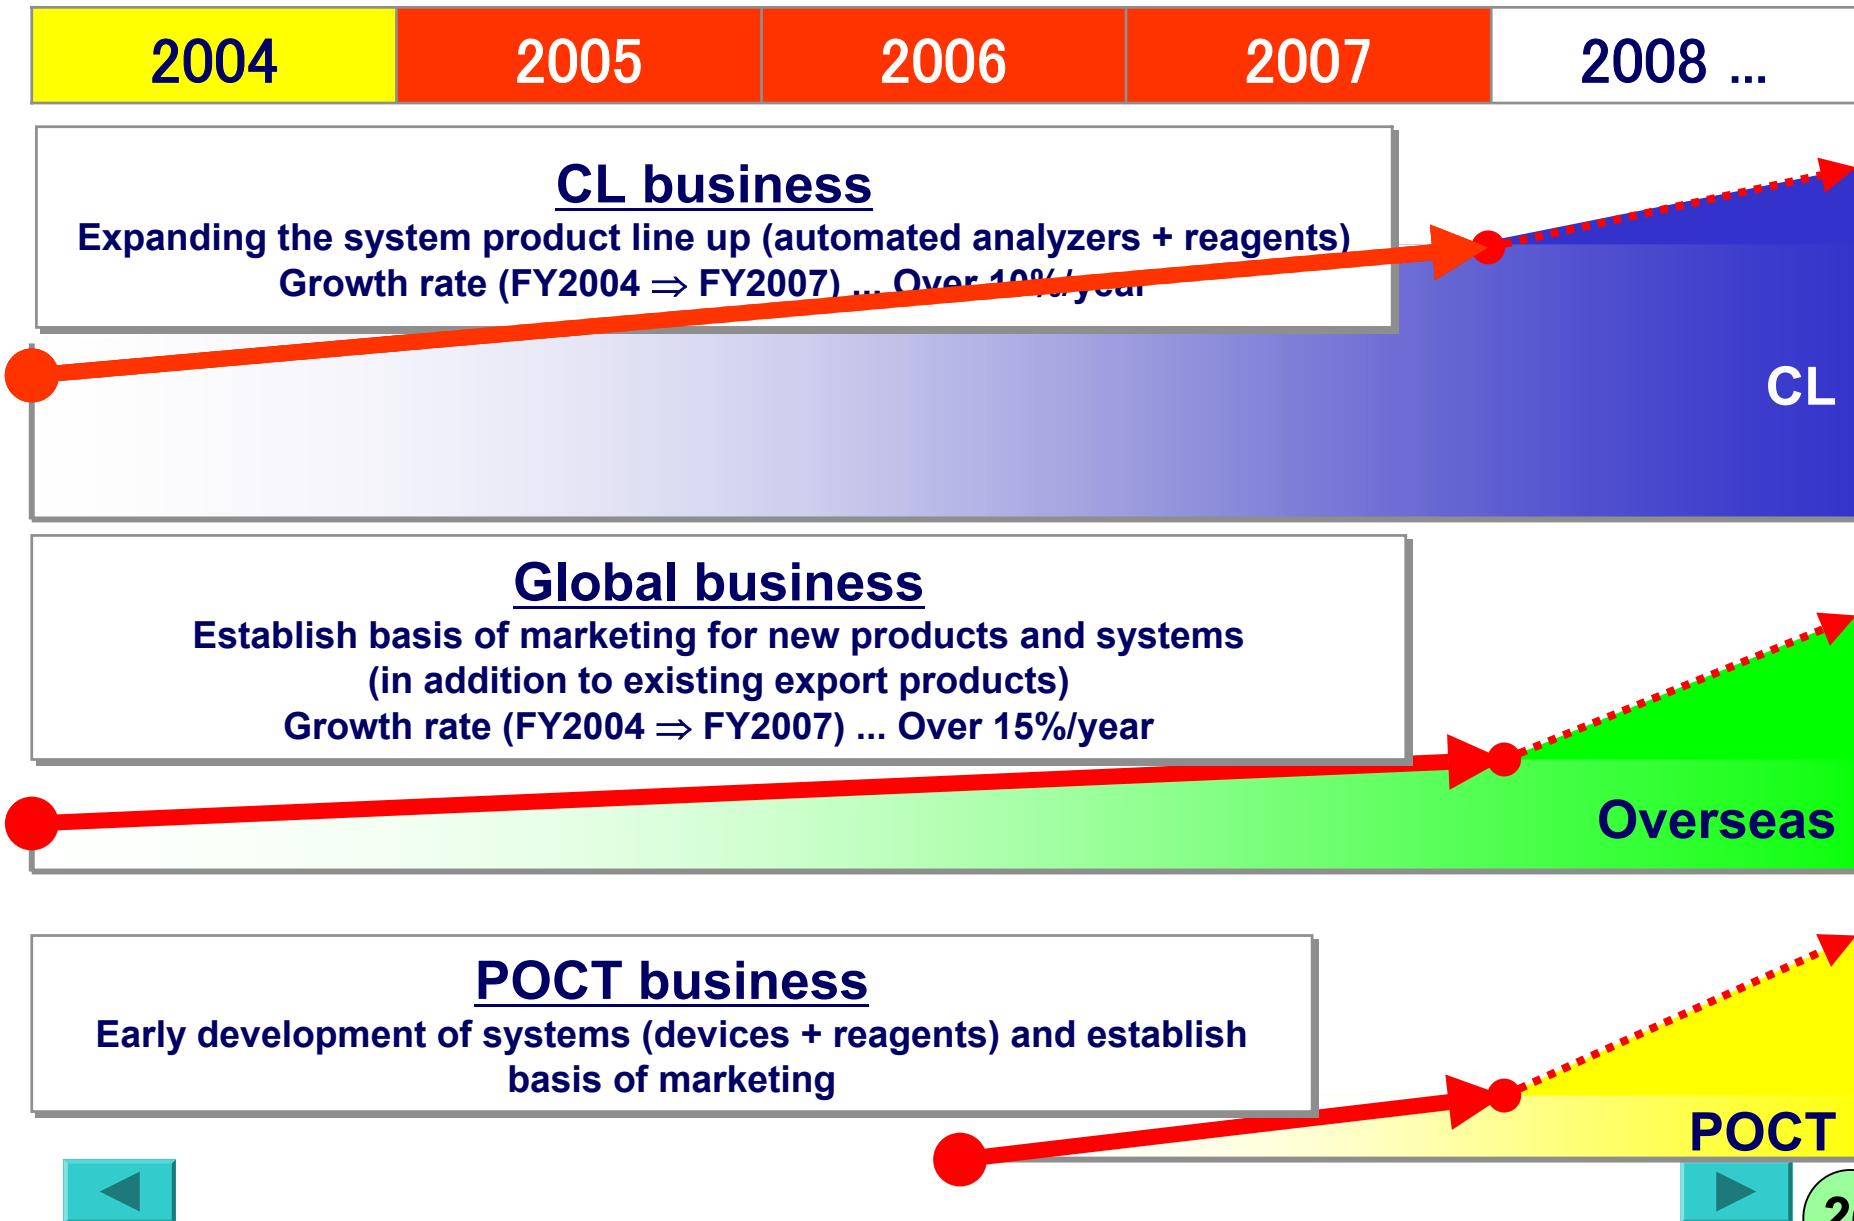 2004 2005 2006 2007 2008 ...
CL business
Expanding the system product line up (automated analyzers + reagents)
Growth rate (FY2004 ⇒ FY2007) ... Over 10%/year
CL
Global business
Establish basis of marketing for new products and systems
(in addition to existing export products)
Growth rate (FY2004 ⇒ FY2007) ... Over 15%/year
Overseas
POCT business
Early development of systems (devices + reagents) and establish
basis of marketing
POCT